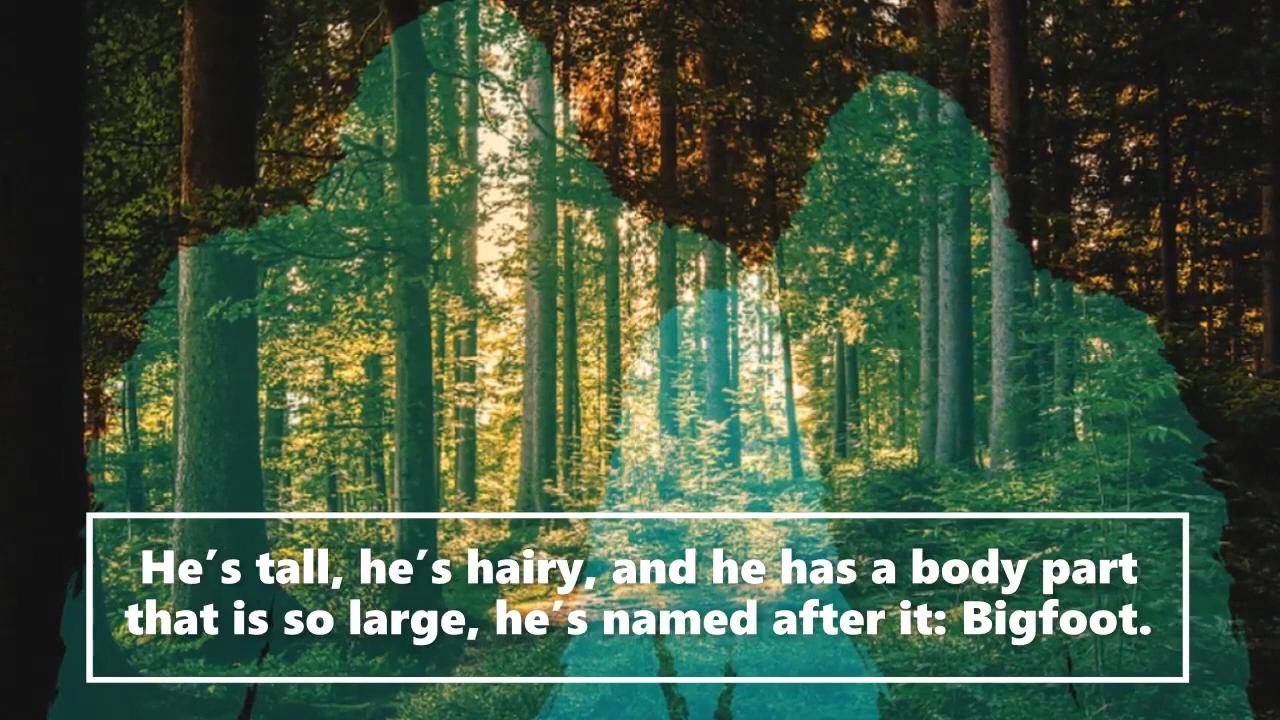 He’s tall, he’s hairy, and he has a body part
that is so large, he’s named after it: Bigfoot.